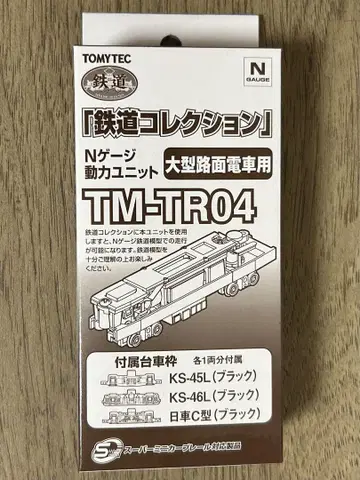 TOMYTEC
N
GAUGE
鉄道
「鉄道コレクション」
Nゲージ
動力ユニット
大型路面電車用
TM-TR04
鉄道コレクションに本ユニットを使用
しますと、Nゲージ鉄道模型での走行
が可能になります。鉄道模型を
十分ご理解の上お楽しみ
ください。
付属台車枠 各1両分付属
KS-45L(ブラック)
KS-46L(ブラック)
日車C型(ブラック)
スーパーミニカーブレール対応製品